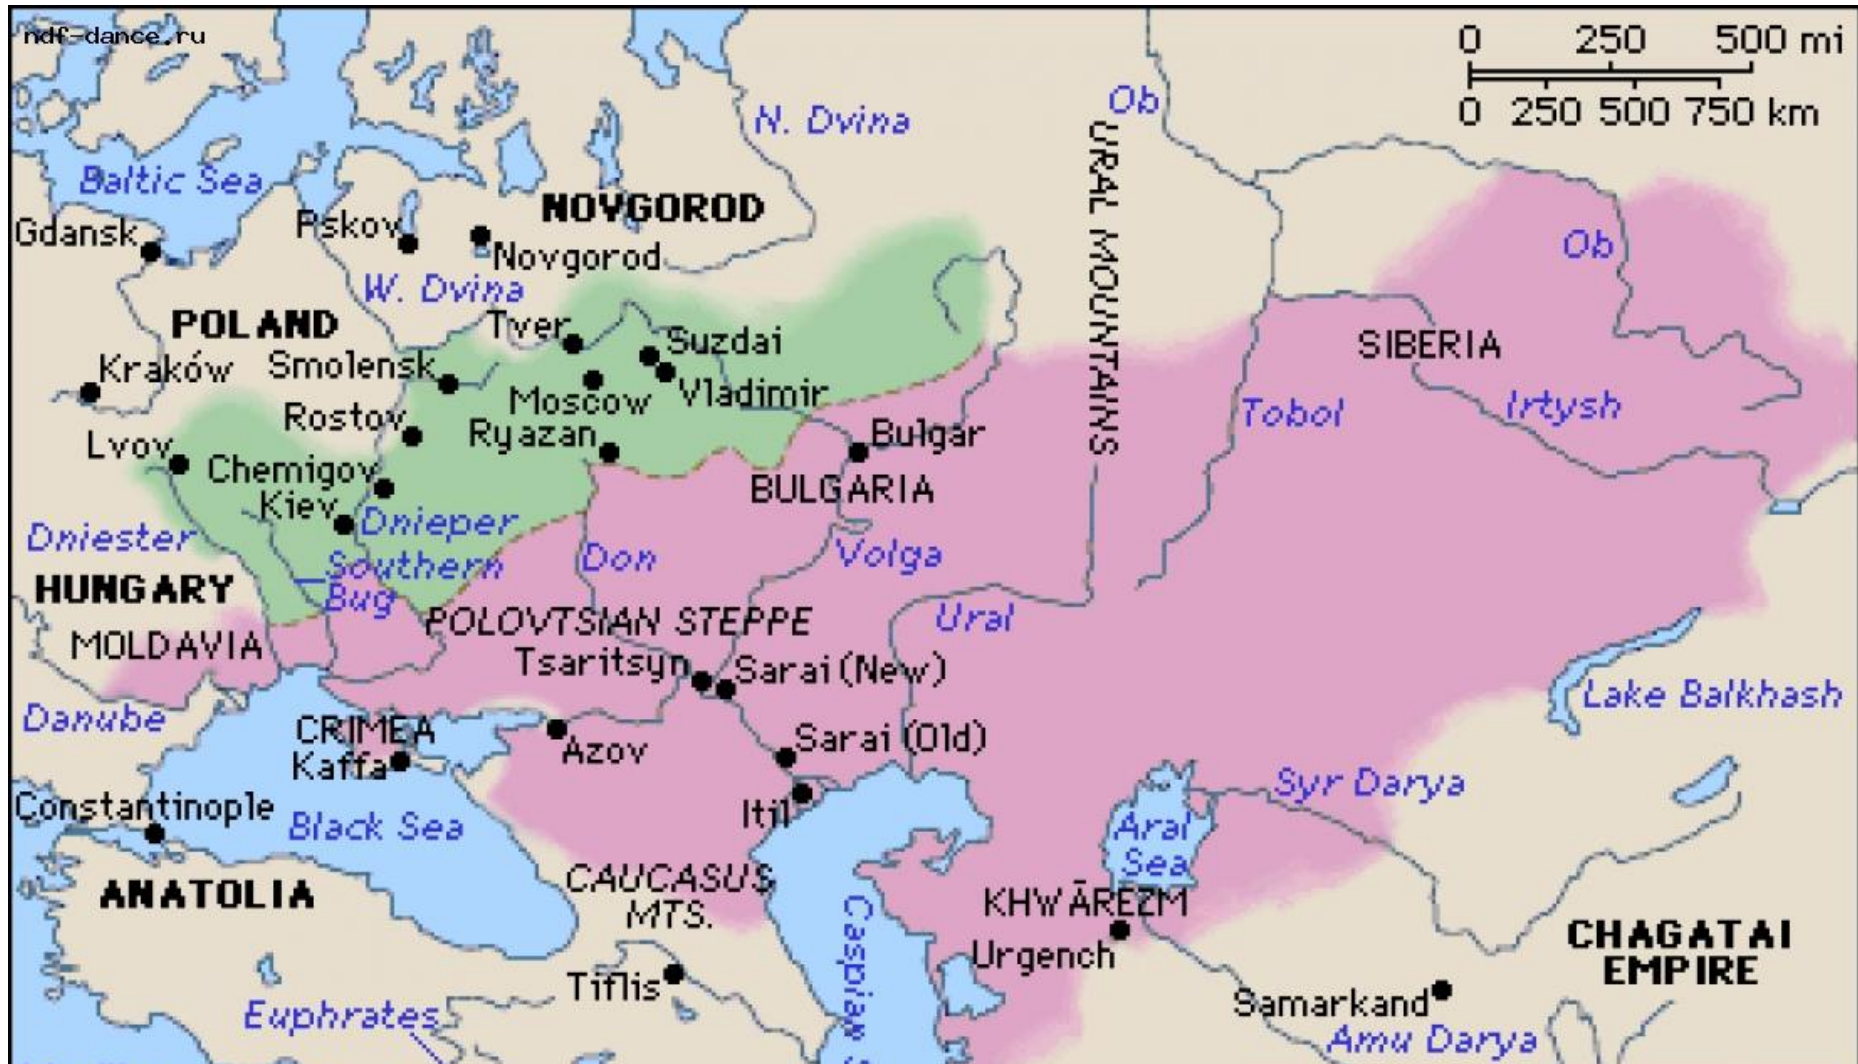 ndf-dance.ru
0 250 500 mi
0 250 500 750 km
Ob
N. Dvina
URAL MOUNTAINS
Baltic Sea
NOVGOROD
Gdansk
Pskov
Novgorod
Ob
W. Dvina
POLAND
Tver
Suzdai
SIBERIA
Kraków
Smolensk
Moscow
Vladimir
Tobol
Irtysh
Rostov
Ryazan
Bulgar
Lvov
Chemigov
BULGARIA
Kiev
Dnieper
Dniester
Southern
Bug
Don
Volga
HUNGARY
POLOVTSIAN STEPPE
Ural
MOLDAVIA
Tsaritsyn
Sarai (New)
Lake Balkhash
Danube
CRIMEA
Kaffa
Azov
Sarai (Old)
Syr Darya
Constantinople
Black Sea
Itil
Aral
Sea
ANATOLIA
CAUCASUS
MTS.
Caspian S
KHWĀREZM
Urgench
CHAGATAI
EMPIRE
Tiflis
Samarkand
Euphrates
Amu Darya